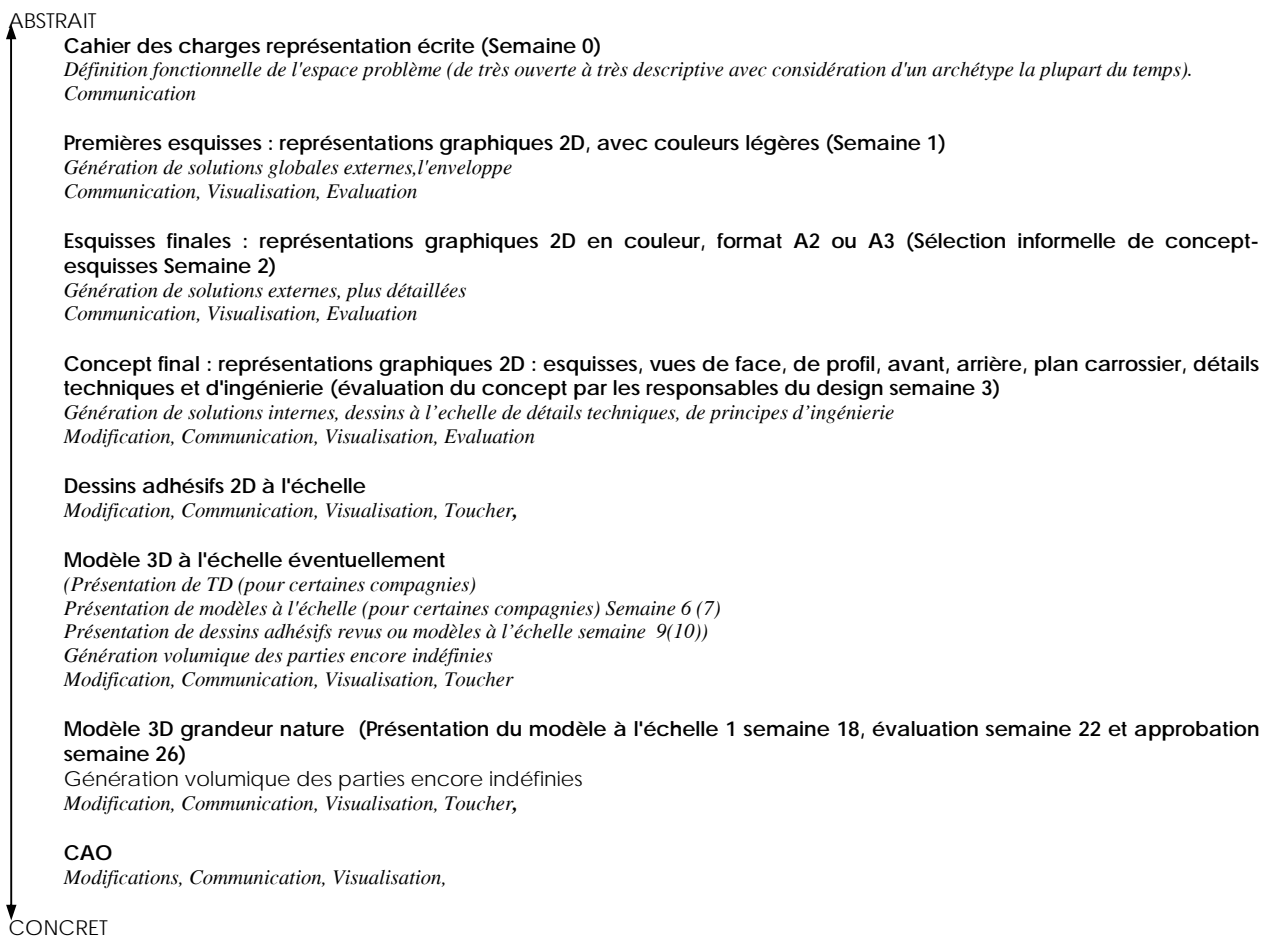 ABSTRAIT
Cahier des charges représentation écrite (Semaine 0)
Définition fonctionnelle de l'espace problème (de très ouverte à très descriptive avec considération d'un archétype la plupart du temps).
Communication
Premières esquisses : représentations graphiques 2D, avec couleurs légères (Semaine 1)
Génération de solutions globales externes,l'enveloppe
Communication, Visualisation, Evaluation
Esquisses finales : représentations graphiques 2D en couleur, format A2 ou A3 (Sélection informelle de concept-
esquisses Semaine 2)
Génération de solutions externes, plus détaillées
Communication, Visualisation, Evaluation
Concept final : représentations graphiques 2D : esquisses, vues de face, de profil, avant, arrière, plan carrossier, détails
techniques et d'ingénierie (évaluation du concept par les responsables du design semaine 3)
Génération de solutions internes, dessins à l’echelle de détails techniques, de principes d’ingénierie
Modification, Communication, Visualisation, Evaluation
Dessins adhésifs 2D à l'échelle
Modification, Communication, Visualisation, Toucher,
Modèle 3D à l'échelle éventuellement
(Présentation de TD (pour certaines compagnies)
Présentation de modèles à l'échelle (pour certaines compagnies) Semaine 6 (7)
Présentation de dessins adhésifs revus ou modèles à l’échelle semaine 9(10))
Génération volumique des parties encore indéfinies
Modification, Communication, Visualisation, Toucher
Modèle 3D grandeur nature (Présentation du modèle à l'échelle 1 semaine 18, évaluation semaine 22 et approbation
semaine 26)
Génération volumique des parties encore indéfinies
Modification, Communication, Visualisation, Toucher,
CAO
Modifications, Communication, Visualisation,
CONCRET